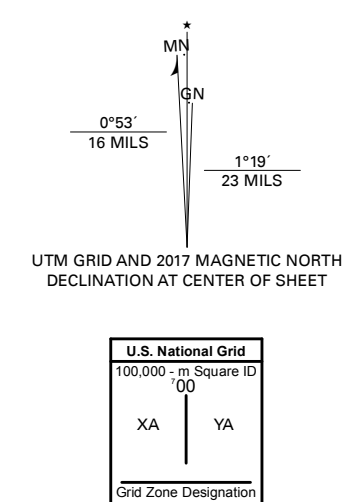 ★
MN
GN
0°53´
16 MILS
1°19´
23 MILS
UTM GRID AND 2017 MAGNETIC NORTH
DECLINATION AT CENTER OF SHEET
U.S. National Grid
100,000 - m Square ID
⁷00
XA YA
Grid Zone Designation